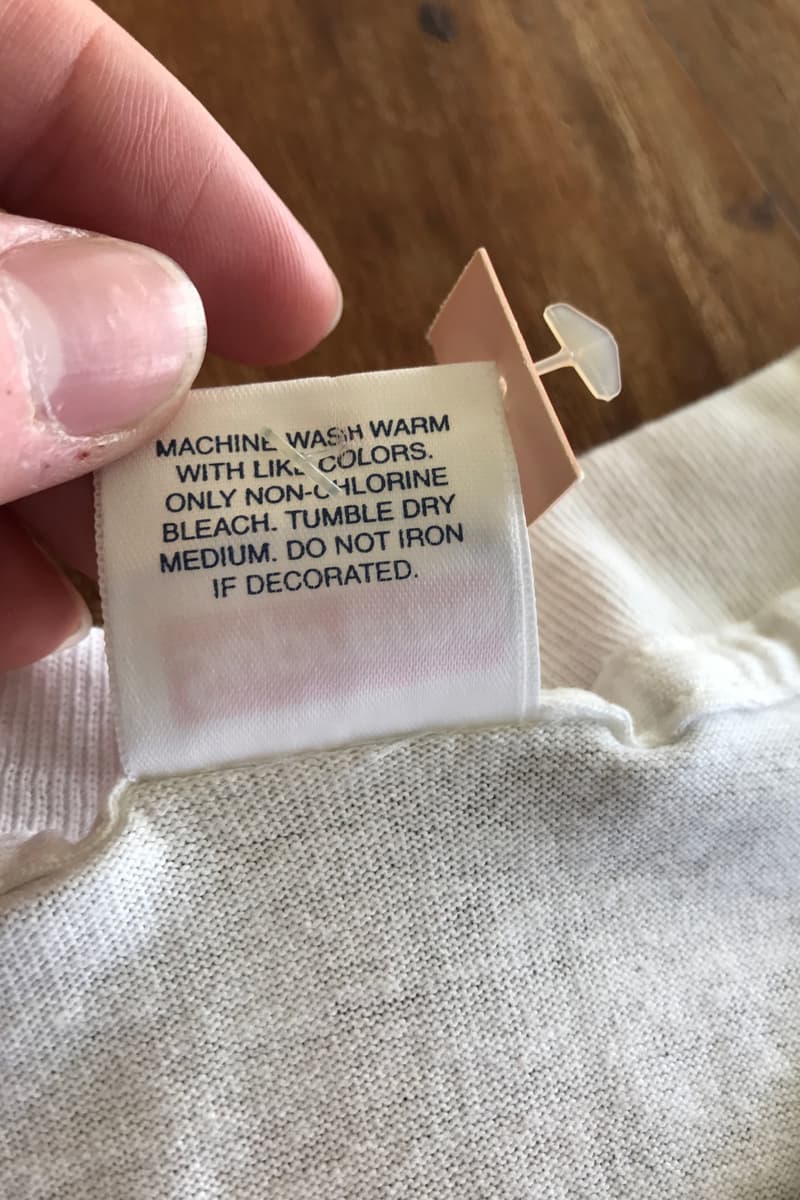 MACHINE WASH WARM
WITH LIKE COLORS.
ONLY NON-CHLORINE
BLEACH. TUMBLE DRY
MEDIUM. DO NOT IRON
IF DECORATED.